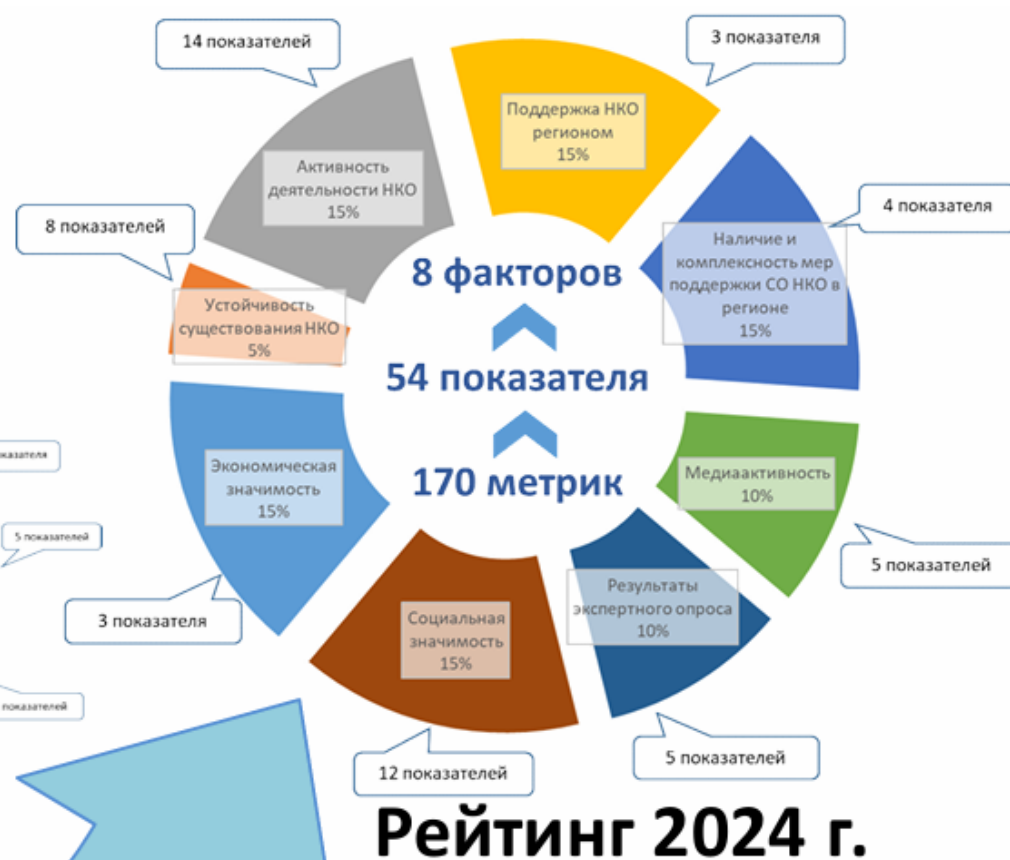 14 показателей
3 показателя
Поддержка НКО
регионом
15%
Активность
деятельности НКО
15%
4 показателя
8 показателей
Наличие и
комплексность мер
поддержки СО НКО в
регионе
15%
8 факторов
Устойчивость
существования НКО
5%
54 показателя
Экономическая
значимость
15%
170 метрик
Медиаактивность
10%
5 показателей
5 показателей
Результаты
экспертного опроса
10%
Социальная
значимость
15%
3 показателя
показателей
5 показателей
12 показателей
Рейтинг 2024 г.